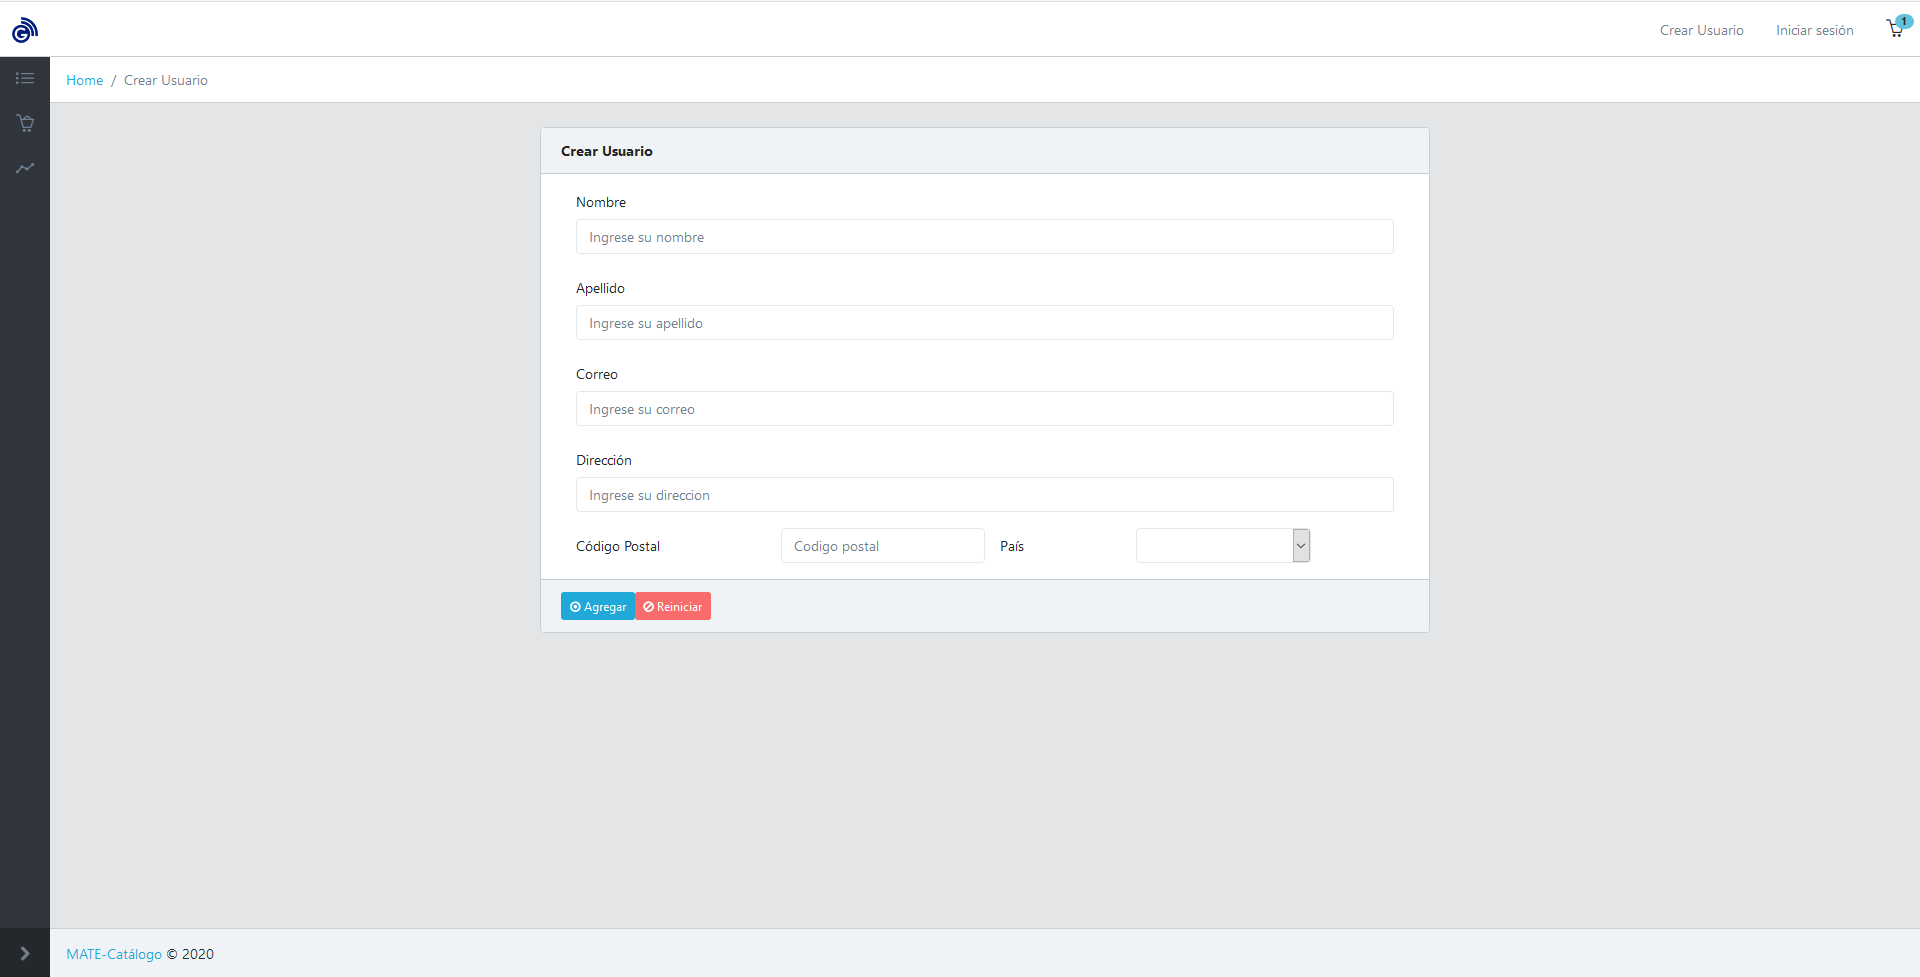 Crear Usuario
Iniciar sesión
1
Home / Crear Usuario
Crear Usuario
Nombre
Ingrese su nombre
Apellido
Ingrese su apellido
Correo
Ingrese su correo
Dirección
Ingrese su direccion
Código Postal
Codigo postal
País
Agregar
Reiniciar
MATE-Catálogo © 2020